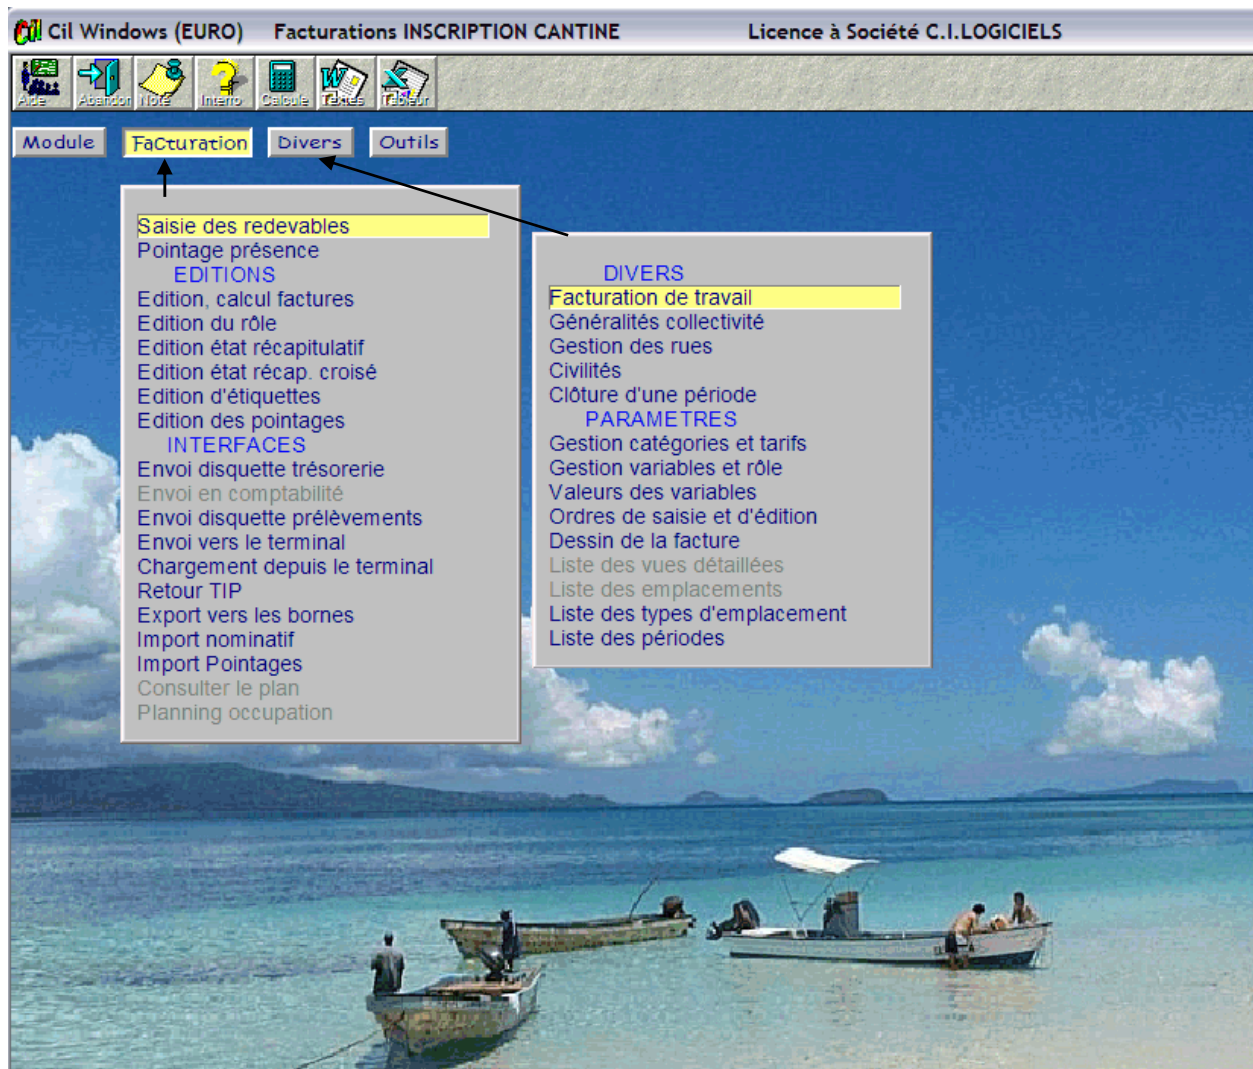 Cil Cil Windows (EURO) Facturations INSCRIPTION CANTINE Licence à Société C.I.LOGICIELS
Aide Abandon Note Interro Calcule Textes Tableur
Module Facturation Divers Outils
Saisie des redevables
Pointage présence
EDITIONS
Edition, calcul factures
Edition du rôle
Edition état récapitulatif
Edition état récap. croisé
Edition d'étiquettes
Edition des pointages
INTERFACES
Envoi disquette trésorerie
Envoi en comptabilité
Envoi disquette prélèvements
Envoi vers le terminal
Chargement depuis le terminal
Retour TIP
Export vers les bornes
Import nominatif
Import Pointages
Consulter le plan
Planning occupation
DIVERS
Facturation de travail
Généralités collectivité
Gestion des rues
Civilités
Clôture d'une période
PARAMETRES
Gestion catégories et tarifs
Gestion variables et rôle
Valeurs des variables
Ordres de saisie et d'édition
Dessin de la facture
Liste des vues détaillées
Liste des emplacements
Liste des types d'emplacement
Liste des périodes